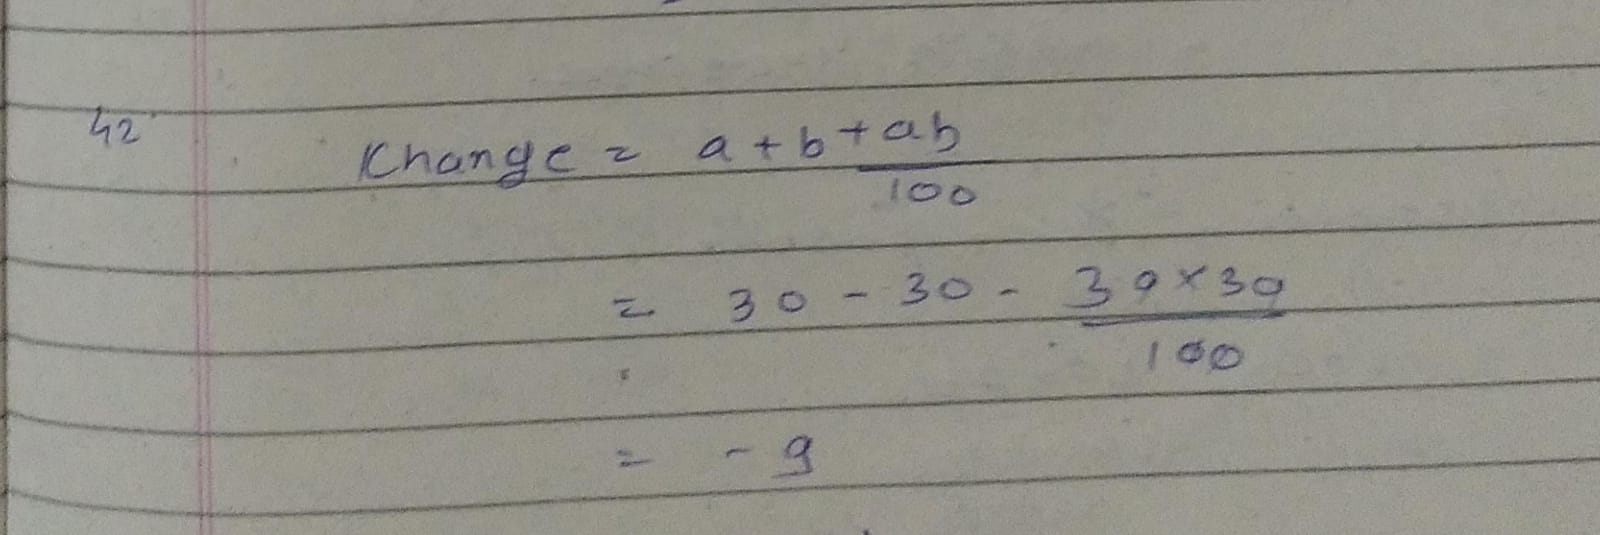 42
Change = a + b + ab/100
= 30 - 30 - 30×30/100
= - 9